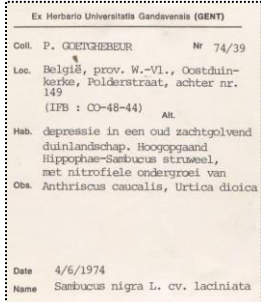 Ex Herbario Universitatis Gandavensis (GENT)
Coll. P. GOETGHEBEUR Nr 74/39
Loc. België, prov. W.-Vl., Oostduin-
kerke, Polderstraat, achter nr.
149
(IFB : CO-48-44)
Alt.
Hab. depressie in een oud zachtgolvend
duinlandschap. Hoogopgaand
Hippophae-Sambucus struweel,
met nitrofiele ondergroei van
Obs. Anthriscus caucalis, Urtica dioica
Date 4/6/1974
Name Sambucus nigra L. cv. laciniata